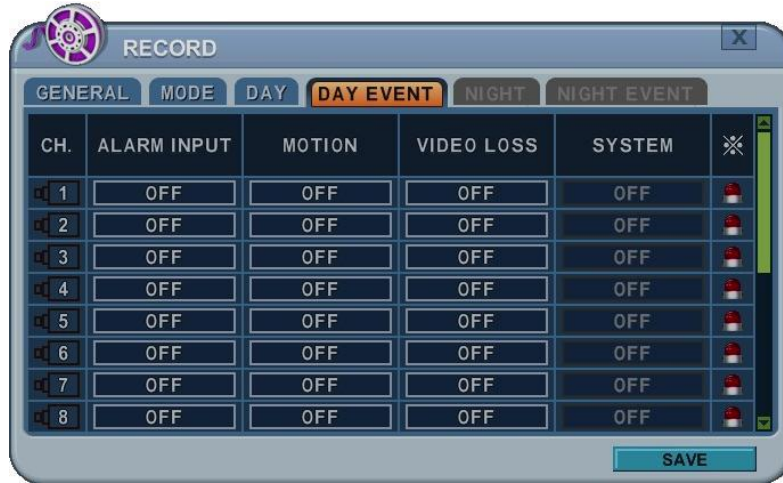 RECORD
X
GENERAL MODE DAY DAY EVENT NIGHT NIGHT EVENT
CH. ALARM INPUT MOTION VIDEO LOSS SYSTEM ※
1 OFF OFF OFF OFF
2 OFF OFF OFF OFF
3 OFF OFF OFF OFF
4 OFF OFF OFF OFF
5 OFF OFF OFF OFF
6 OFF OFF OFF OFF
7 OFF OFF OFF OFF
8 OFF OFF OFF OFF
SAVE